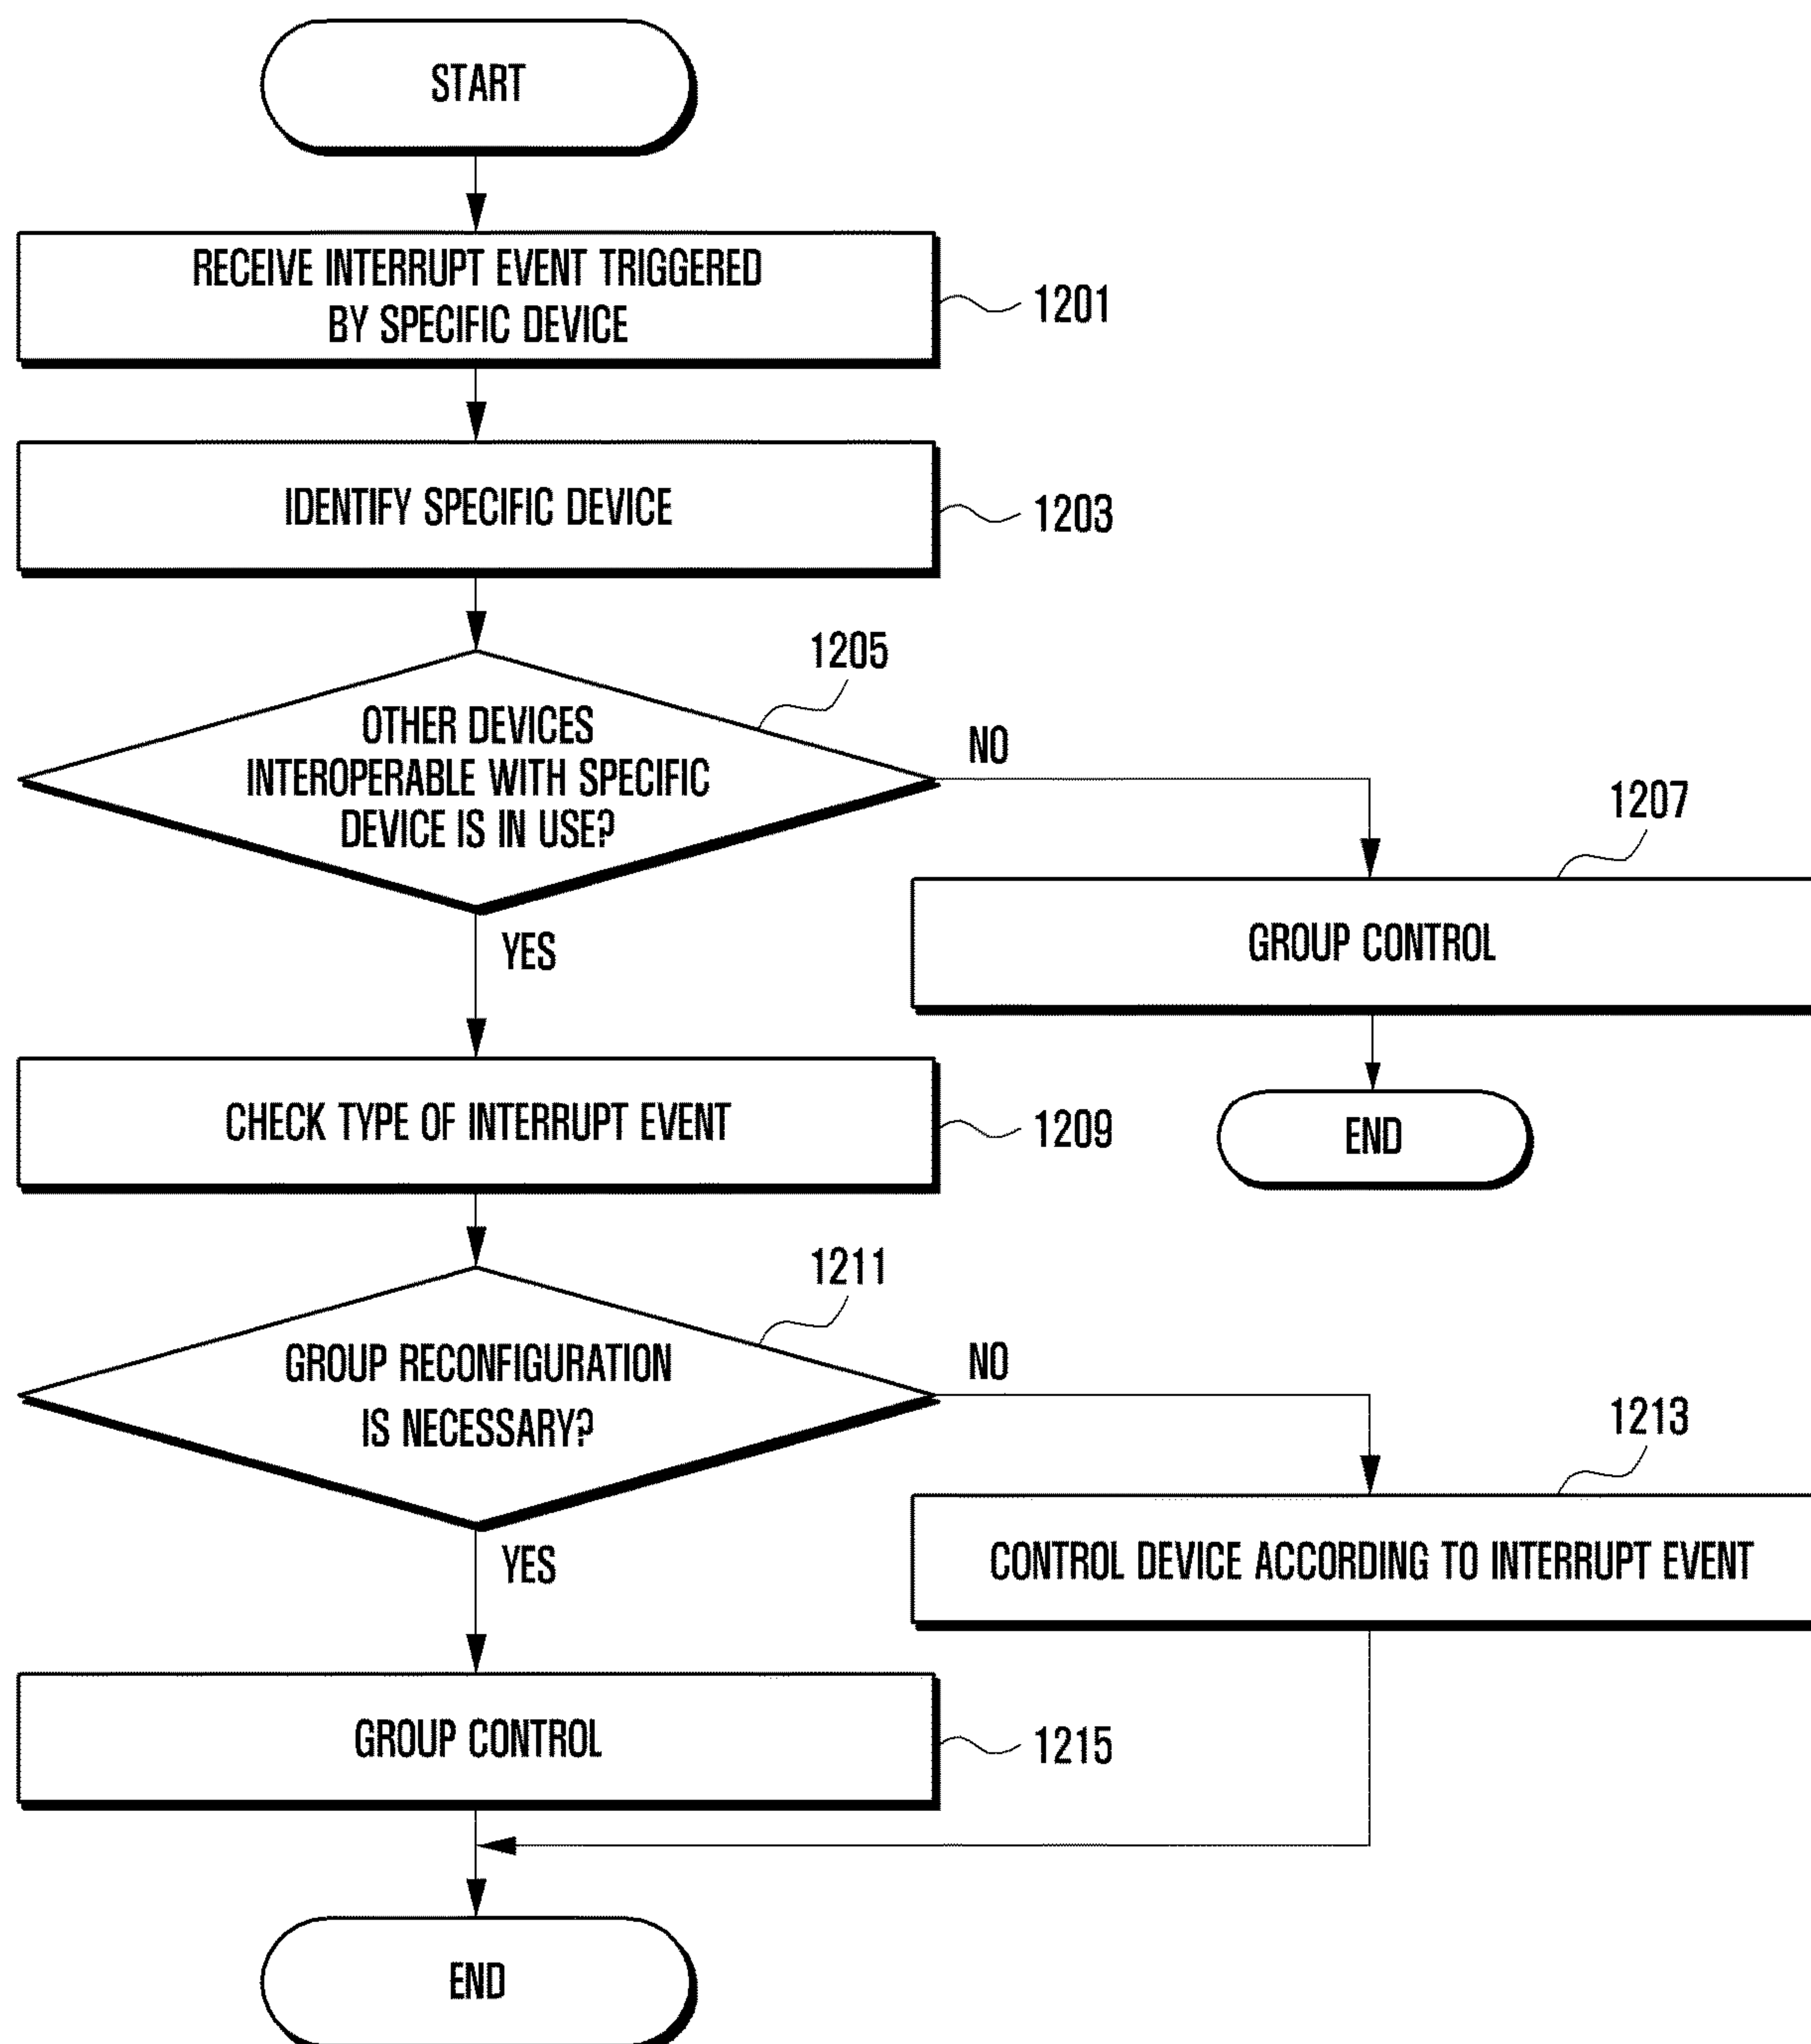 START
RECEIVE INTERRUPT EVENT TRIGGERED
BY SPECIFIC DEVICE
1201
IDENTIFY SPECIFIC DEVICE
1203
1205
OTHER DEVICES
INTEROPERABLE WITH SPECIFIC
DEVICE IS IN USE?
NO
1207
GROUP CONTROL
YES
END
CHECK TYPE OF INTERRUPT EVENT
1209
1211
GROUP RECONFIGURATION
IS NECESSARY?
NO
1213
CONTROL DEVICE ACCORDING TO INTERRUPT EVENT
YES
GROUP CONTROL
1215
END